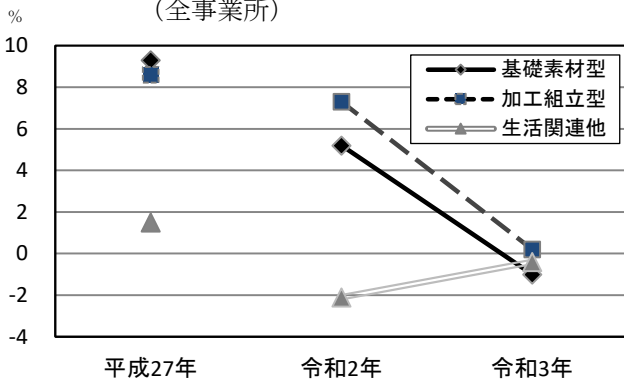 （全事業所）
%
10
8
6
4
2
0
-2
-4
基礎素材型
加工組立型
生活関連他
平成27年
令和2年
令和3年